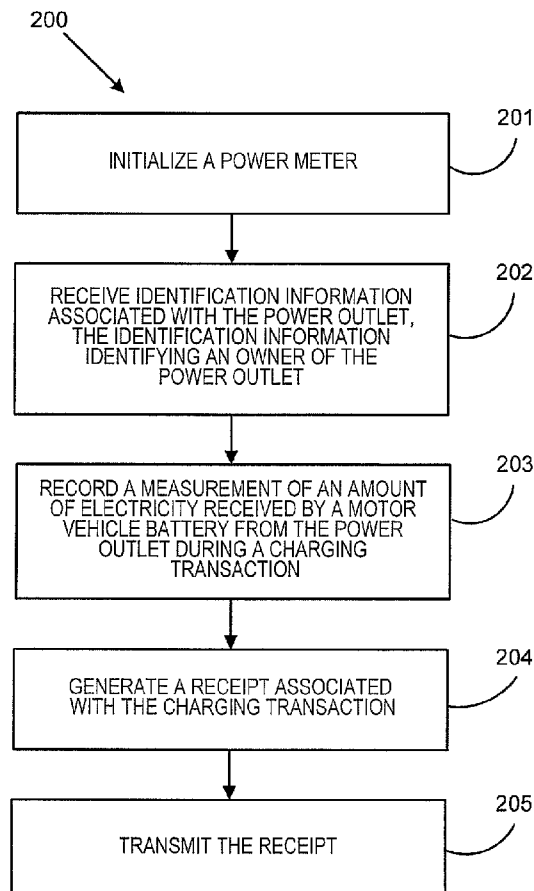 200
201
INITIALIZE A POWER METER
202
RECEIVE IDENTIFICATION INFORMATION
ASSOCIATED WITH THE POWER OUTLET,
THE IDENTIFICATION INFORMATION
IDENTIFYING AN OWNER OF THE
POWER OUTLET
203
RECORD A MEASUREMENT OF AN AMOUNT
OF ELECTRICITY RECEIVED BY A MOTOR
VEHICLE BATTERY FROM THE POWER
OUTLET DURING A CHARGING
TRANSACTION
204
GENERATE A RECEIPT ASSOCIATED
WITH THE CHARGING TRANSACTION
205
TRANSMIT THE RECEIPT